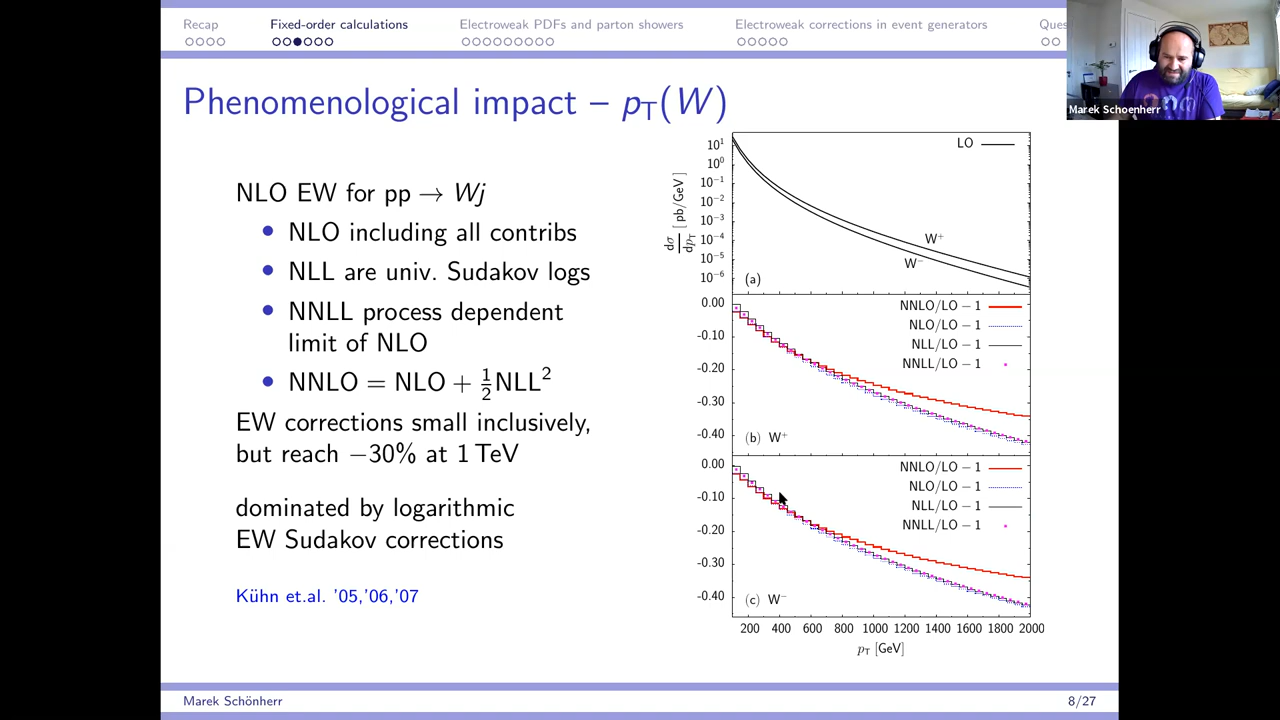 Recap
Fixed-order calculations
Electroweak PDFs and parton showers
Electroweak corrections in event generators
Ques
Marek Schoenherr
Phenomenological impact – pT(W)
NLO EW for pp → Wj
NLO including all contribs
NLL are univ. Sudakov logs
NNLL process dependent
limit of NLO
NNLO = NLO + ½NLL²
EW corrections small inclusively,
but reach −30% at 1 TeV
dominated by logarithmic
EW Sudakov corrections
Kühn et.al. '05,'06,'07
dσ/dpT [pb/GeV]
10¹
10⁰
10⁻¹
10⁻²
10⁻³
10⁻⁴
10⁻⁵
10⁻⁶
LO
W⁺
W⁻
(a)
0.00
-0.10
-0.20
-0.30
-0.40
NNLO/LO − 1
NLO/LO − 1
NLL/LO − 1
NNLL/LO − 1
(b) W⁺
0.00
-0.10
-0.20
-0.30
-0.40
NNLO/LO − 1
NLO/LO − 1
NLL/LO − 1
NNLL/LO − 1
(c) W⁻
200 400 600 800 1000 1200 1400 1600 1800 2000
pT [GeV]
Marek Schönherr
8/27